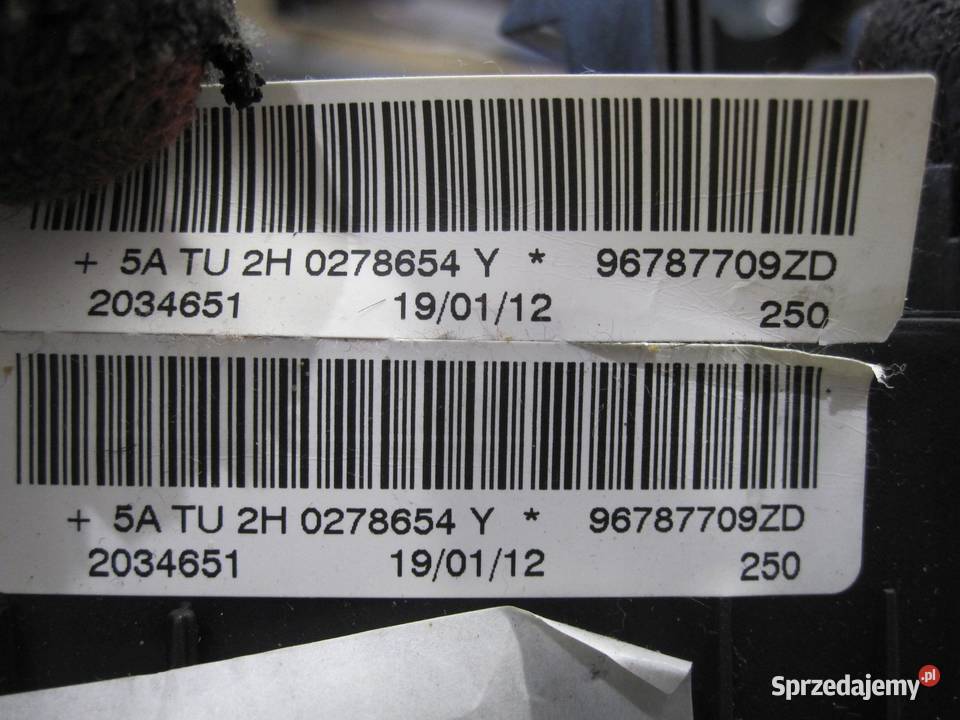 + 5A TU 2H 0278654 Y * 96787709ZD
2034651 19/01/12 250
+ 5A TU 2H 0278654 Y * 96787709ZD
2034651 19/01/12 250
Sprzedajemy.pl